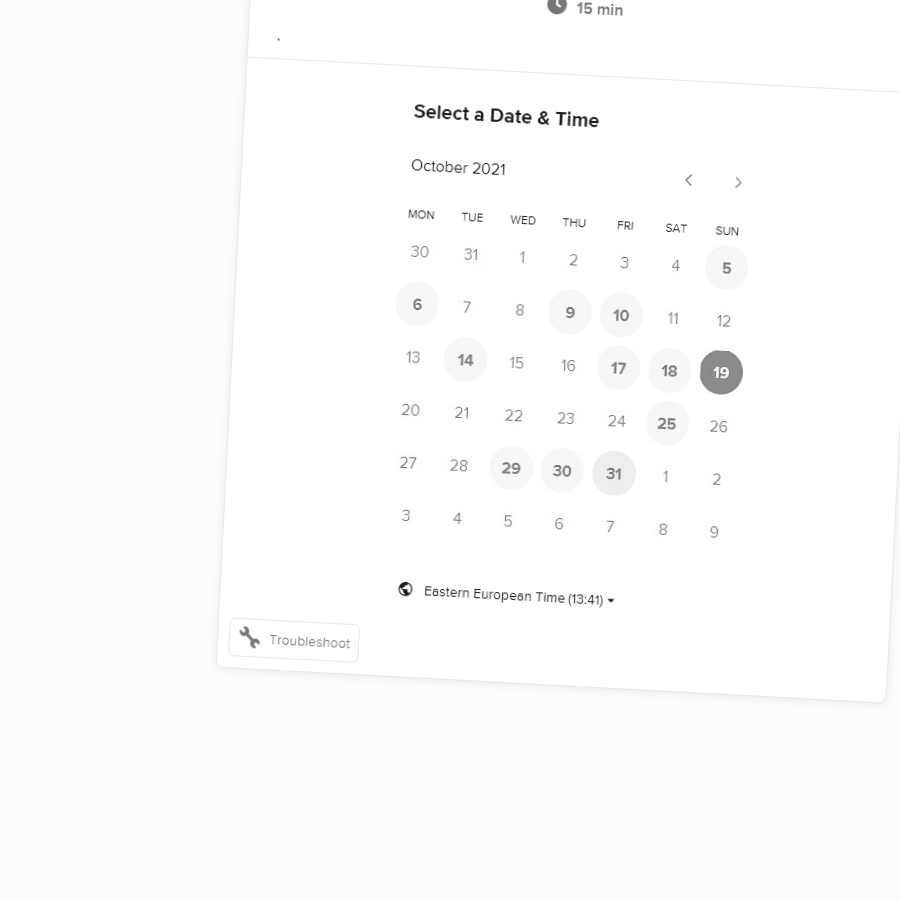 15 min
.
Select a Date & Time
October 2021
MON TUE WED THU FRI SAT SUN
30 31 1 2 3 4 5
6 7 8 9 10 11 12
13 14 15 16 17 18 19
20 21 22 23 24 25 26
27 28 29 30 31 1 2
3 4 5 6 7 8 9
Eastern European Time (13:41)
Troubleshoot